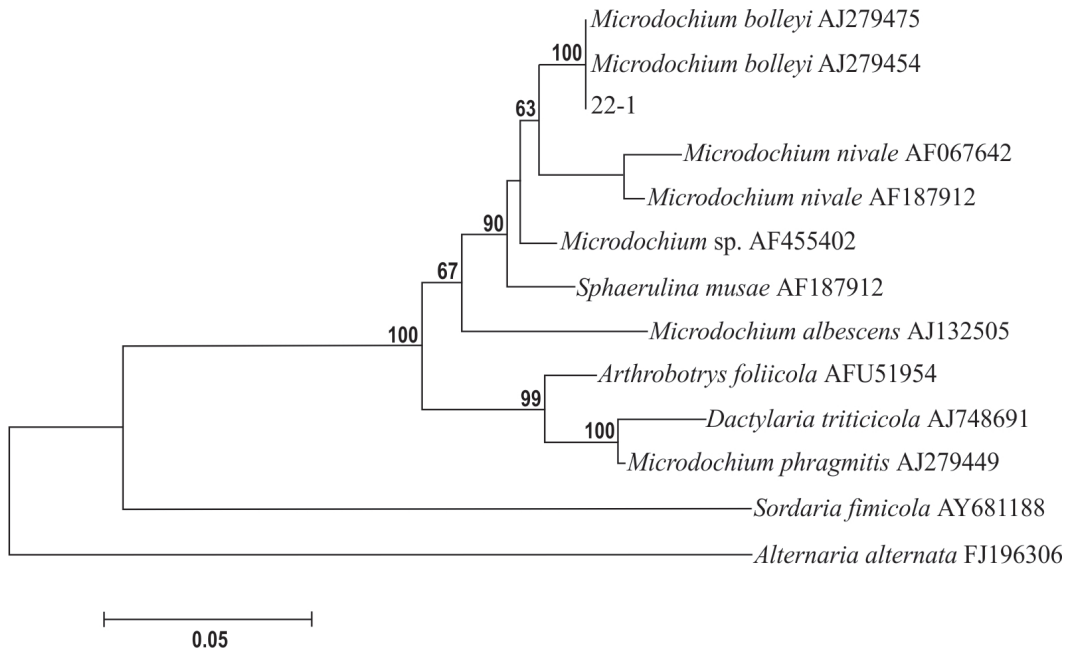 Microdochium bolleyi AJ279475
100
Microdochium bolleyi AJ279454
22-1
63
Microdochium nivale AF067642
Microdochium nivale AF187912
90
Microdochium sp. AF455402
67
Sphaerulina musae AF187912
100
Microdochium albescens AJ132505
Arthrobotrys foliicola AFU51954
99
Dactylaria triticicola AJ748691
100
Microdochium phragmitis AJ279449
Sordaria fimicola AY681188
Alternaria alternata FJ196306
0.05